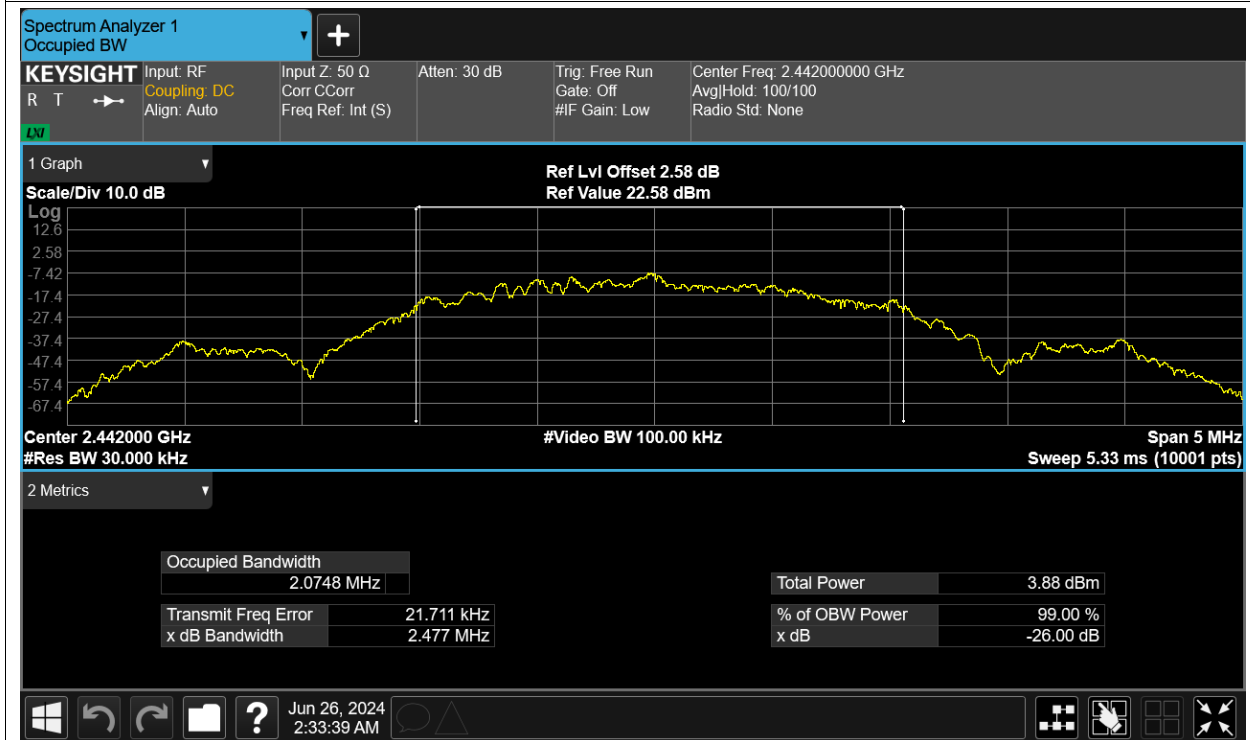 Spectrum Analyzer 1
Occupied BW
KEYSIGHT
R T
LXI
Input: RF
Coupling: DC
Align: Auto
Input Z: 50 Ω
Corr CCorr
Freq Ref: Int (S)
Atten: 30 dB
Trig: Free Run
Gate: Off
#IF Gain: Low
Center Freq: 2.442000000 GHz
Avg|Hold: 100/100
Radio Std: None
1 Graph
Scale/Div 10.0 dB
Ref Lvl Offset 2.58 dB
Ref Value 22.58 dBm
Log
12.6
2.58
-7.42
-17.4
-27.4
-37.4
-47.4
-57.4
-67.4
Center 2.442000 GHz
#Video BW 100.00 kHz
Span 5 MHz
#Res BW 30.000 kHz
Sweep 5.33 ms (10001 pts)
2 Metrics
Occupied Bandwidth
2.0748 MHz
Total Power 3.88 dBm
Transmit Freq Error 21.711 kHz
% of OBW Power 99.00 %
x dB Bandwidth 2.477 MHz
x dB -26.00 dB
?
Jun 26, 2024
2:33:39 AM